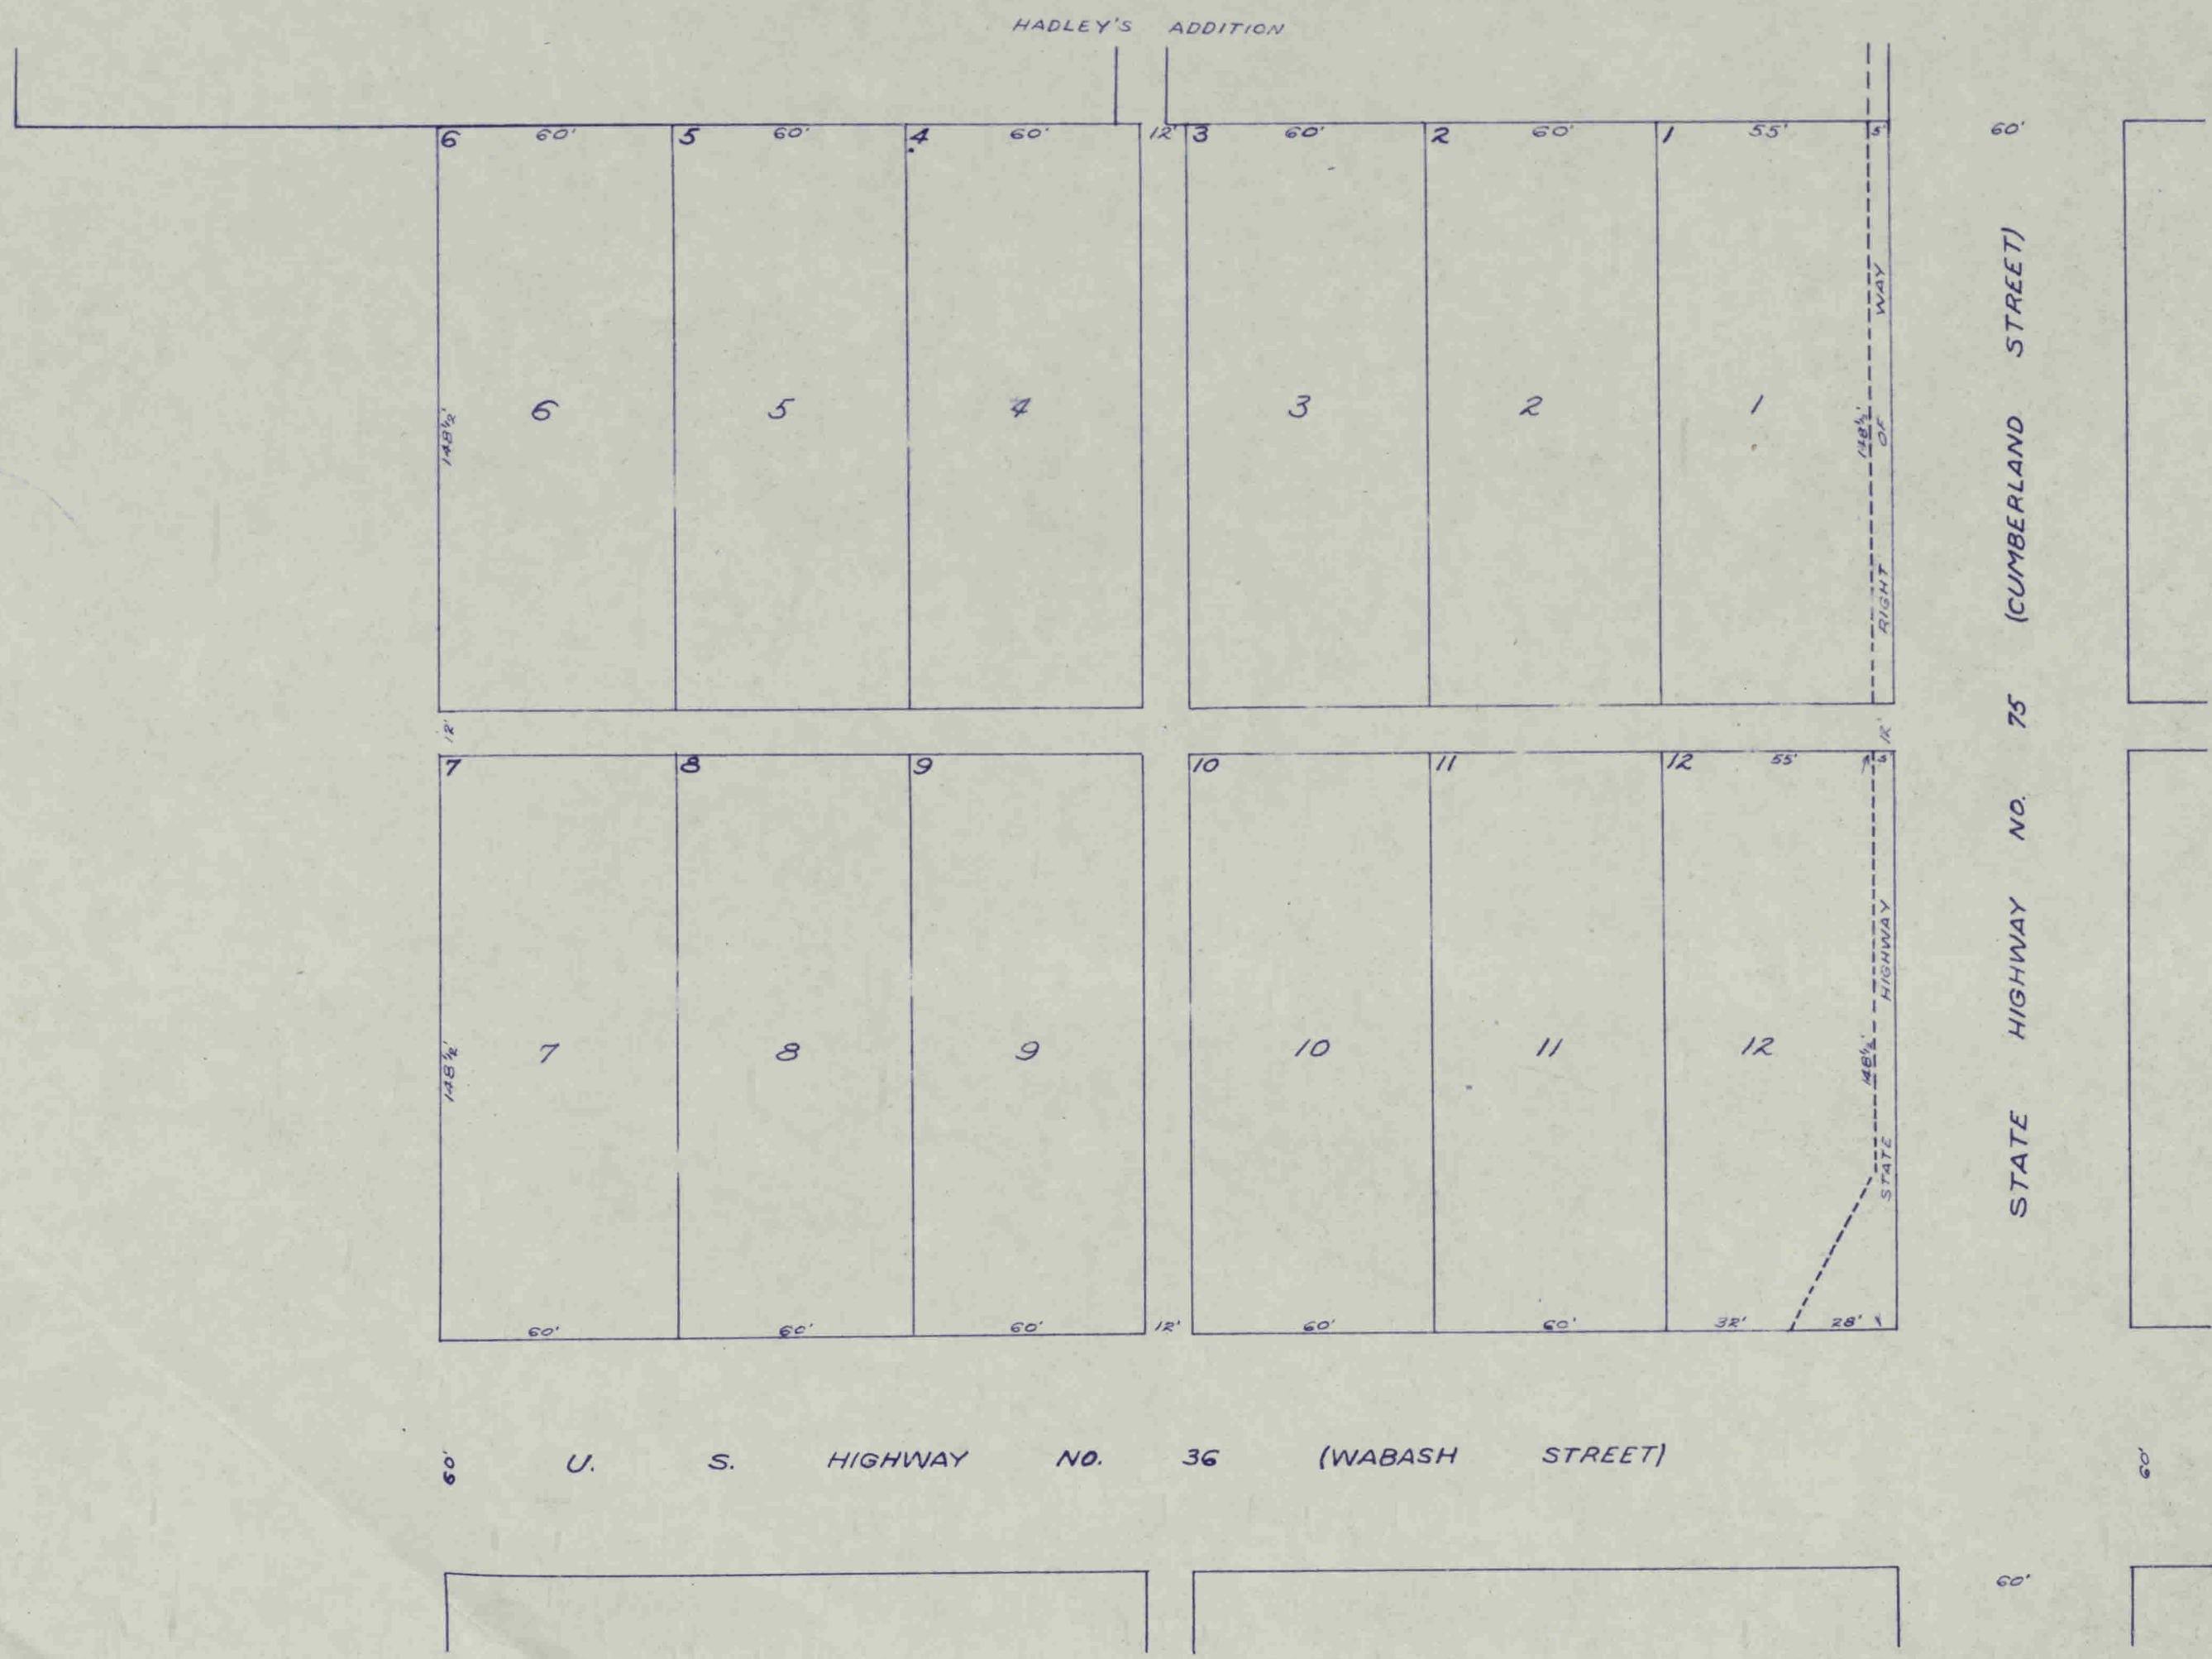 HADLEY'S ADDITION
6 60' 5 60' 4 60' 12' 3 60' 2 60' 1 55' 5' 60'
6 5 4 3 2 1
148½'
148½'
RIGHT OF WAY
12'
12'
7 8 9 10 11 12 55' 5'
7 8 9 10 11 12
148½'
148½'
STATE HIGHWAY
60' 60' 60' 12' 60' 60' 32' 28'
STATE HIGHWAY NO. 75 (CUMBERLAND STREET)
60' U. S. HIGHWAY NO. 36 (WABASH STREET) 60'
60'